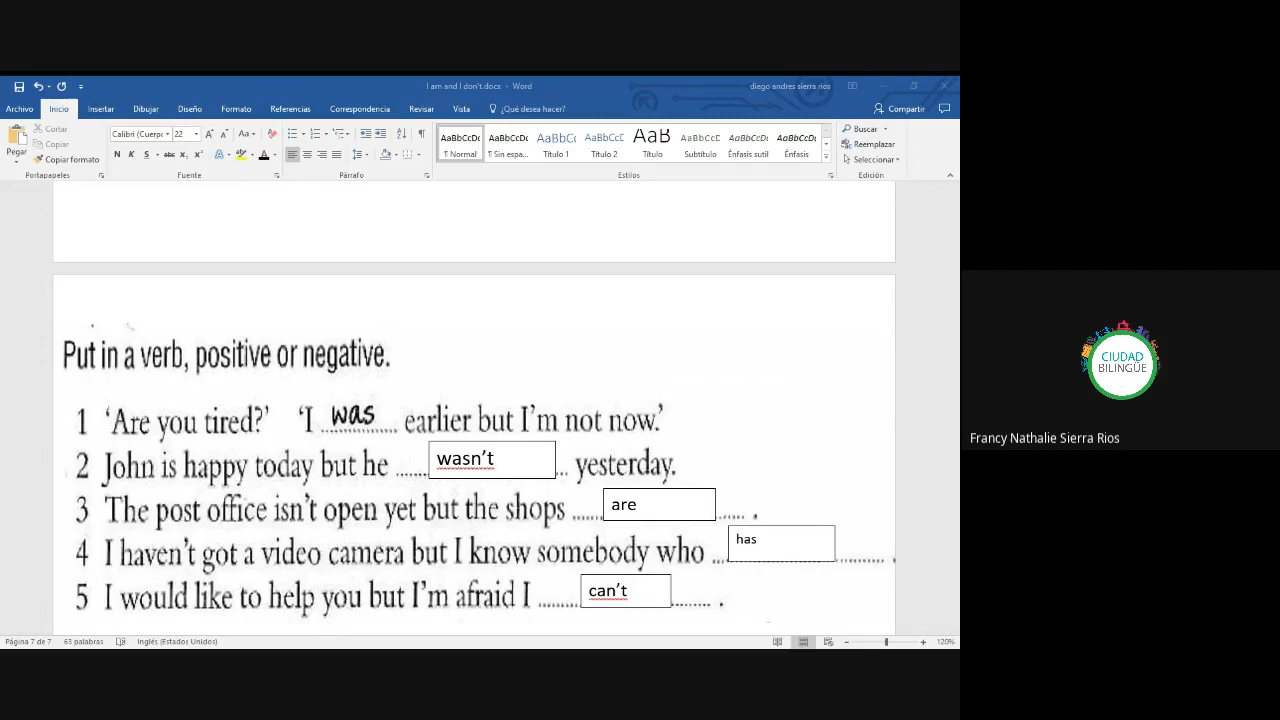 I am and I don't.docx - Word
diego andres sierra rios
Archivo Inicio Insertar Dibujar Diseño Formato Referencias Correspondencia Revisar Vista ¿Qué desea hacer? Compartir
Pegar
Cortar
Copiar
Copiar formato
Portapapeles
Calibri (Cuerpo 22
Fuente
Párrafo
AaBbCcDc AaBbCcDc AaBbC( AaBbCcC AaB AaBbCcC AaBbCcDt AaBbCcDt
¶ Normal ¶ Sin espa... Título 1 Título 2 Título Subtítulo Énfasis sutil Énfasis
Estilos
Buscar
Reemplazar
Seleccionar
Edición
Put in a verb, positive or negative.
1 'Are you tired?' 'I was earlier but I'm not now.'
2 John is happy today but he ...... wasn't ... yesterday.
3 The post office isn't open yet but the shops ...... are ...... .
4 I haven't got a video camera but I know somebody who ... has ............ .
5 I would like to help you but I'm afraid I ........ can't ........ .
Página 7 de 7 63 palabras Inglés (Estados Unidos) 120%
CIUDAD
BILINGÜE
Francy Nathalie Sierra Rios